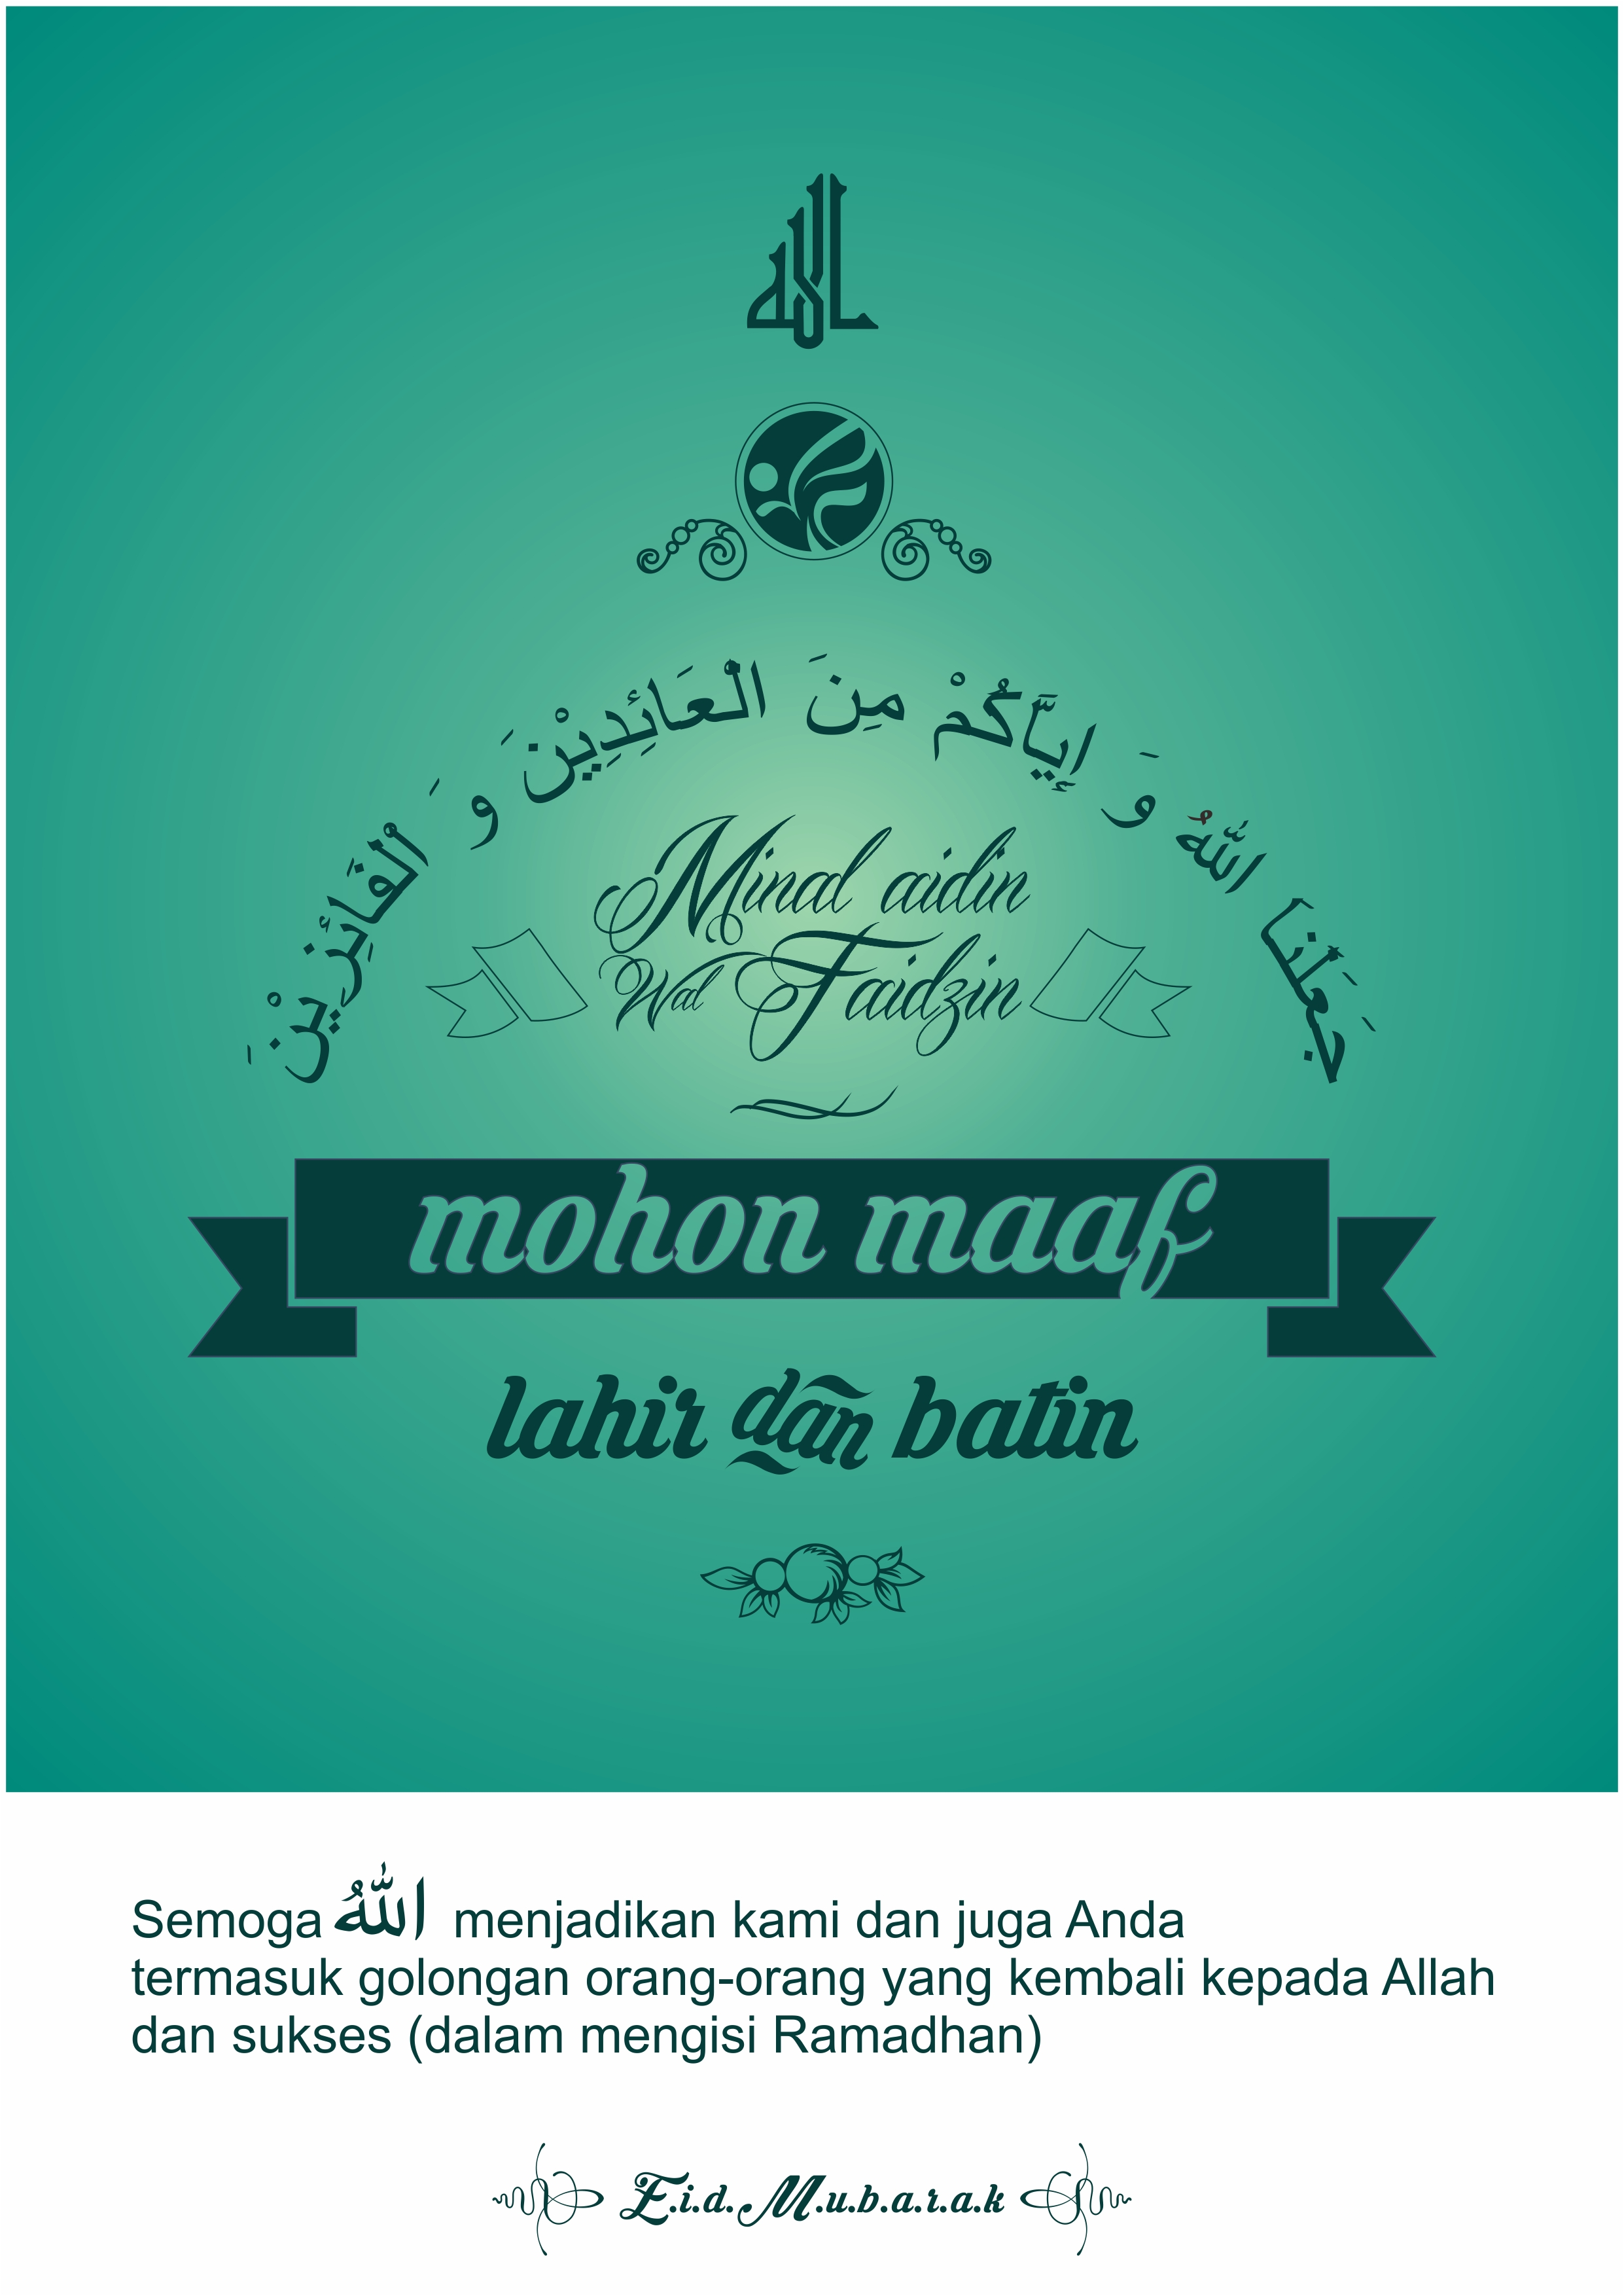 الله
جَعَلَنَا اللهُ وَ إِيَّاكُمْ مِنَ الْعَائِدِيْنَ وَ الْفَائِزِيْنَ
Minal aidin
Wal Faidzin
mohon maaf
lahir dan batin
Semoga اللهُ menjadikan kami dan juga Anda
termasuk golongan orang-orang yang kembali kepada Allah
dan sukses (dalam mengisi Ramadhan)
E.i.d.M.u.b.a.r.a.k